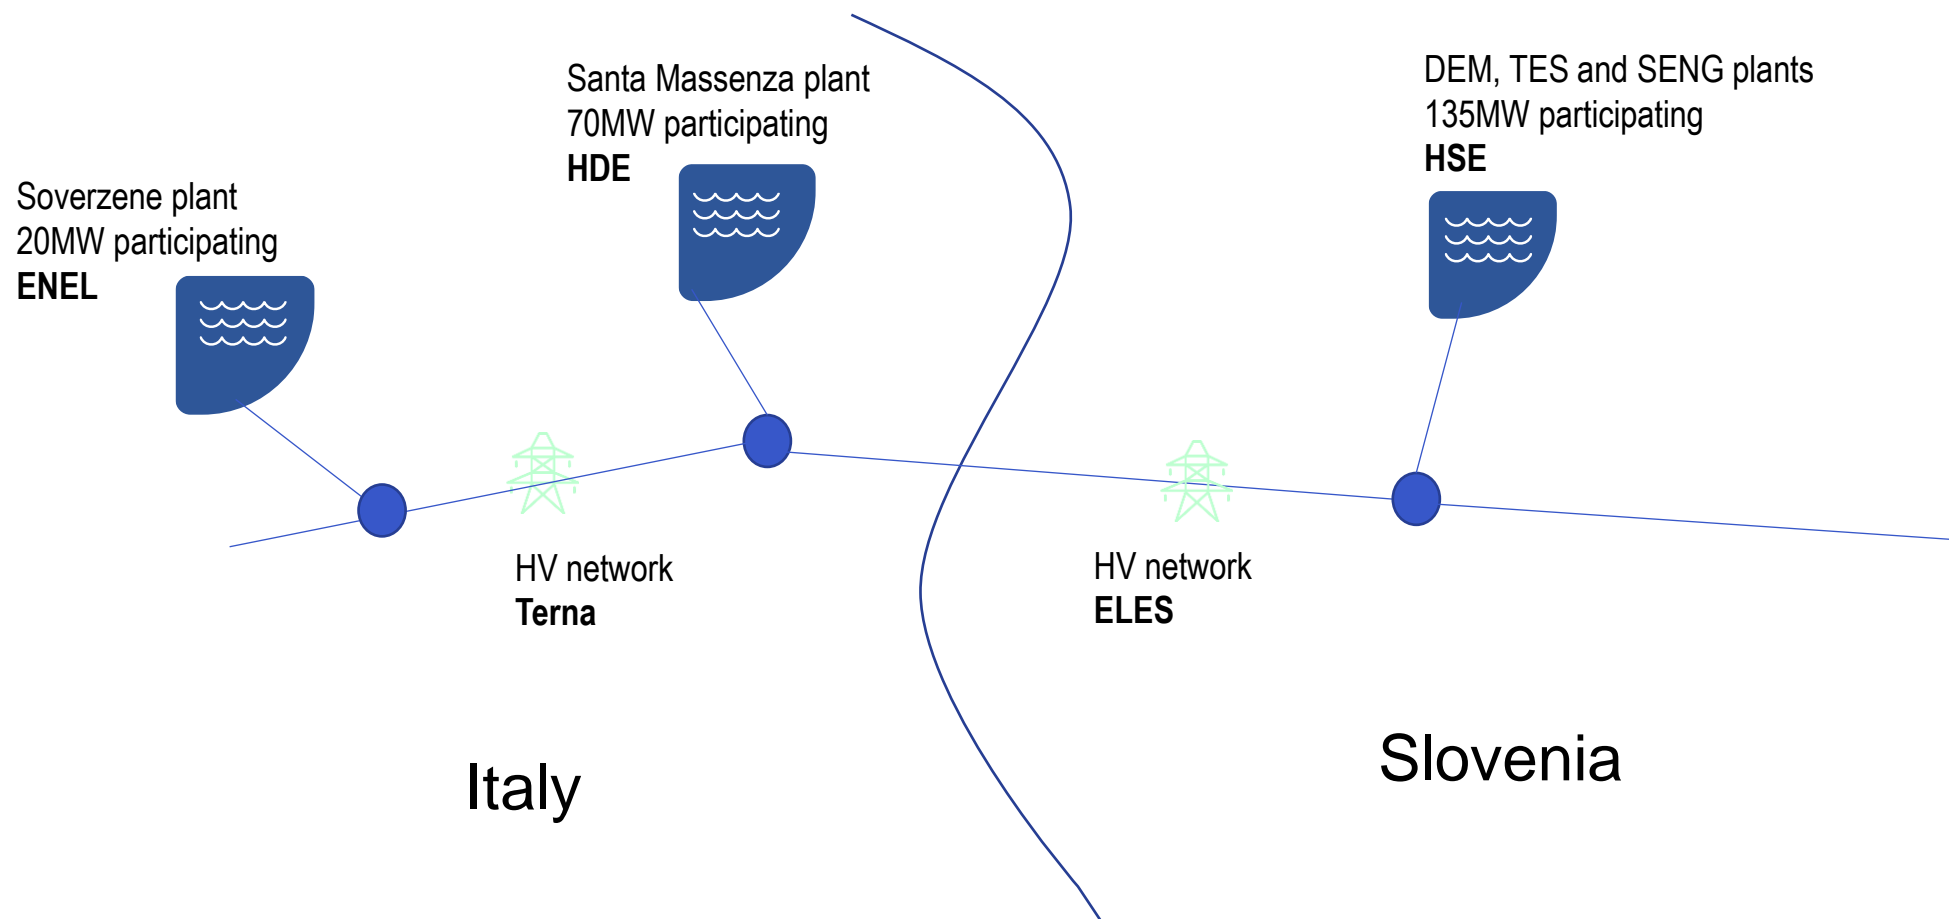 Soverzene plant
20MW participating
ENEL
Santa Massenza plant
70MW participating
HDE
DEM, TES and SENG plants
135MW participating
HSE
HV network
Terna
HV network
ELES
Italy
Slovenia